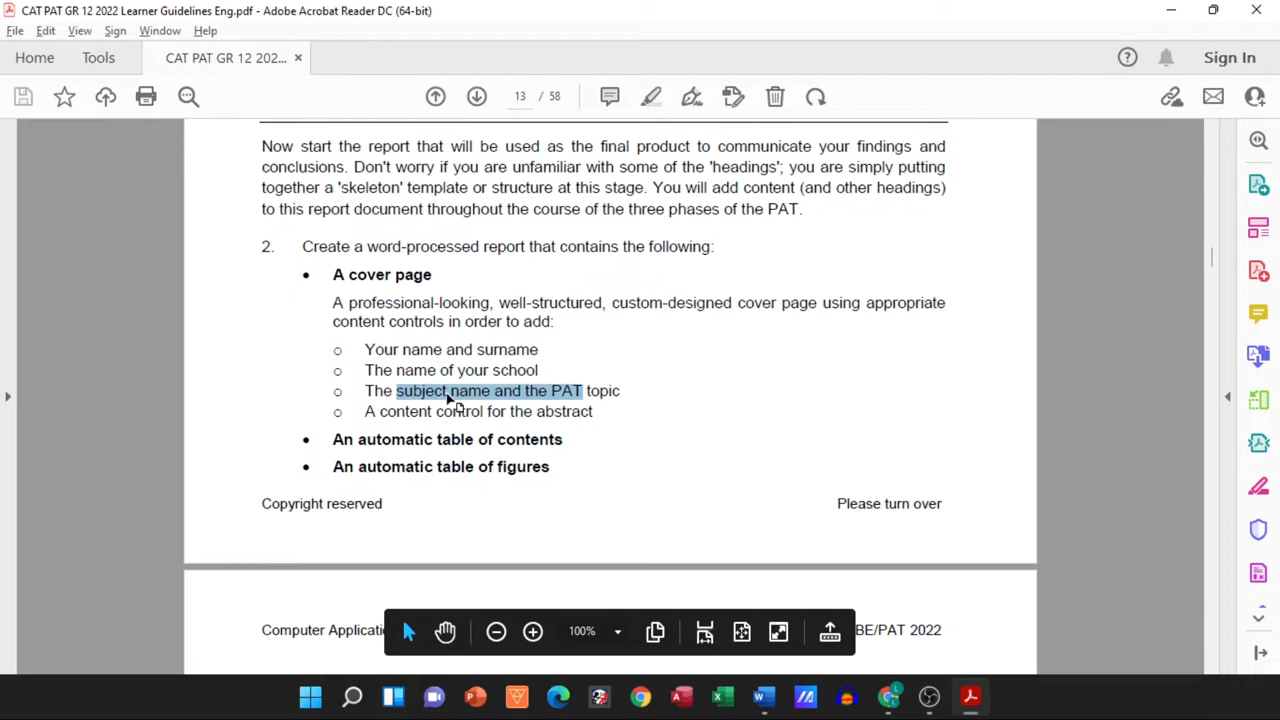 CAT PAT GR 12 2022 Learner Guidelines Eng.pdf - Adobe Acrobat Reader DC (64-bit)
File Edit View Sign Window Help
Home Tools CAT PAT GR 12 202... Sign In
13 / 58
Now start the report that will be used as the final product to communicate your findings and
conclusions. Don't worry if you are unfamiliar with some of the 'headings'; you are simply putting
together a 'skeleton' template or structure at this stage. You will add content (and other headings)
to this report document throughout the course of the three phases of the PAT.
2. Create a word-processed report that contains the following:
• A cover page
A professional-looking, well-structured, custom-designed cover page using appropriate
content controls in order to add:
o Your name and surname
o The name of your school
o The subject name and the PAT topic
o A content control for the abstract
• An automatic table of contents
• An automatic table of figures
Copyright reserved Please turn over
Computer Applicati BE/PAT 2022
100%